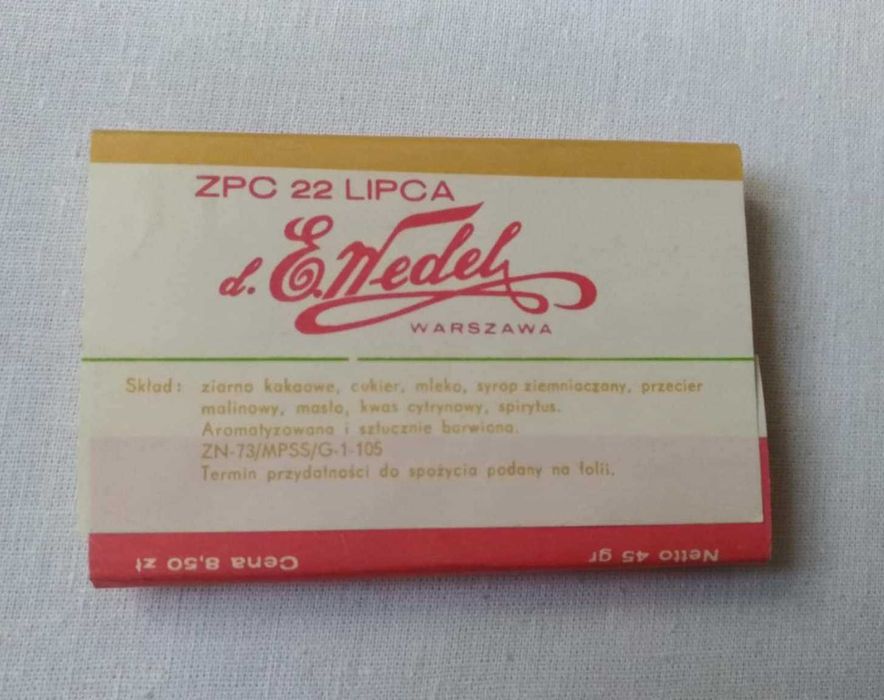 ZPC 22 LIPCA
d. E. Wedel
WARSZAWA
Skład: ziarno kakaowe, cukier, mleko, syrop ziemniaczany, przecier
malinowy, masło, kwas cytrynowy, spirytus.
Aromatyzowana i sztucznie barwiona.
ZN-73/MPSS/G-1-105
Termin przydatności do spożycia podany na folii.
Netto 45 gr
Cena 8,50 zł